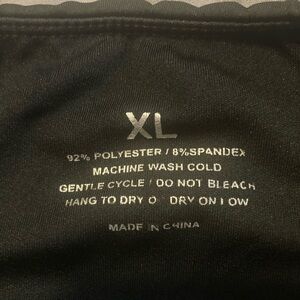 XL
92% POLYESTER / 8%SPANDEX
MACHINE WASH COLD
GENTLE CYCLE / DO NOT BLEACH
HANG TO DRY O DRY ON LOW
MADE IN CHINA